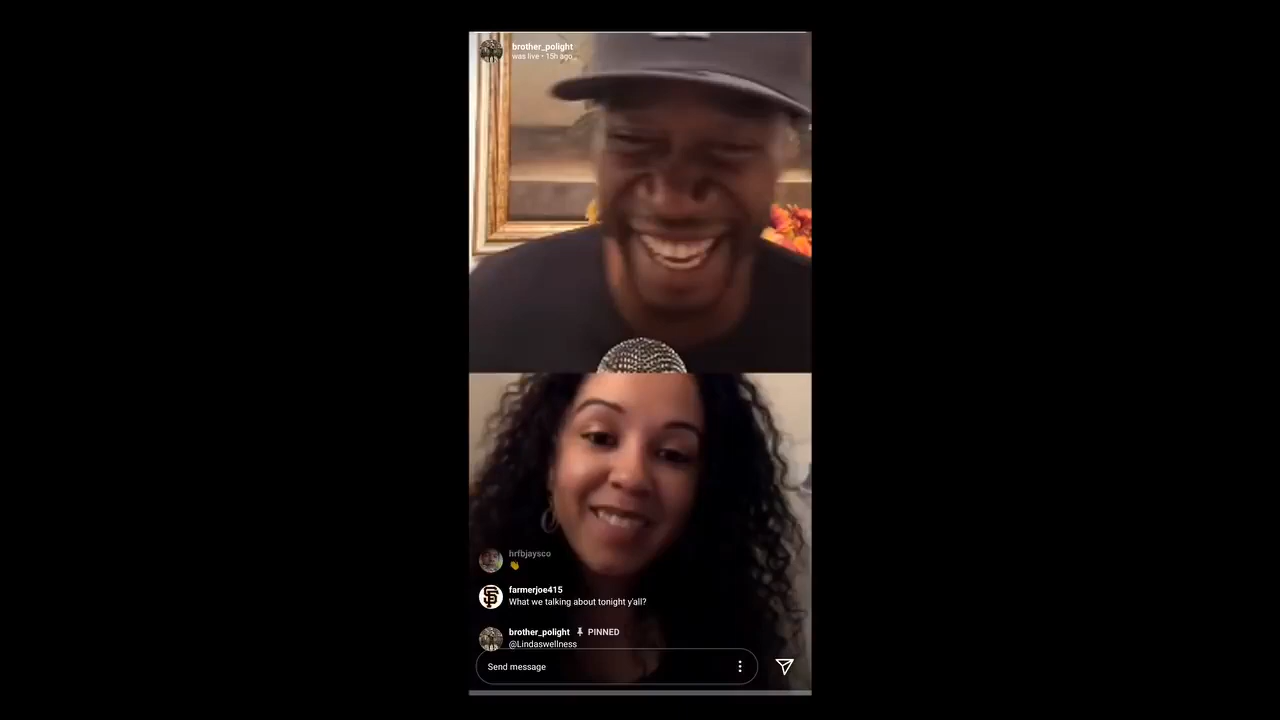 brother_polight
was live • 15h ago
hrfbjaysco
farmerjoe415
What we talking about tonight y'all?
brother_polight PINNED
@Lindaswellness
Send message